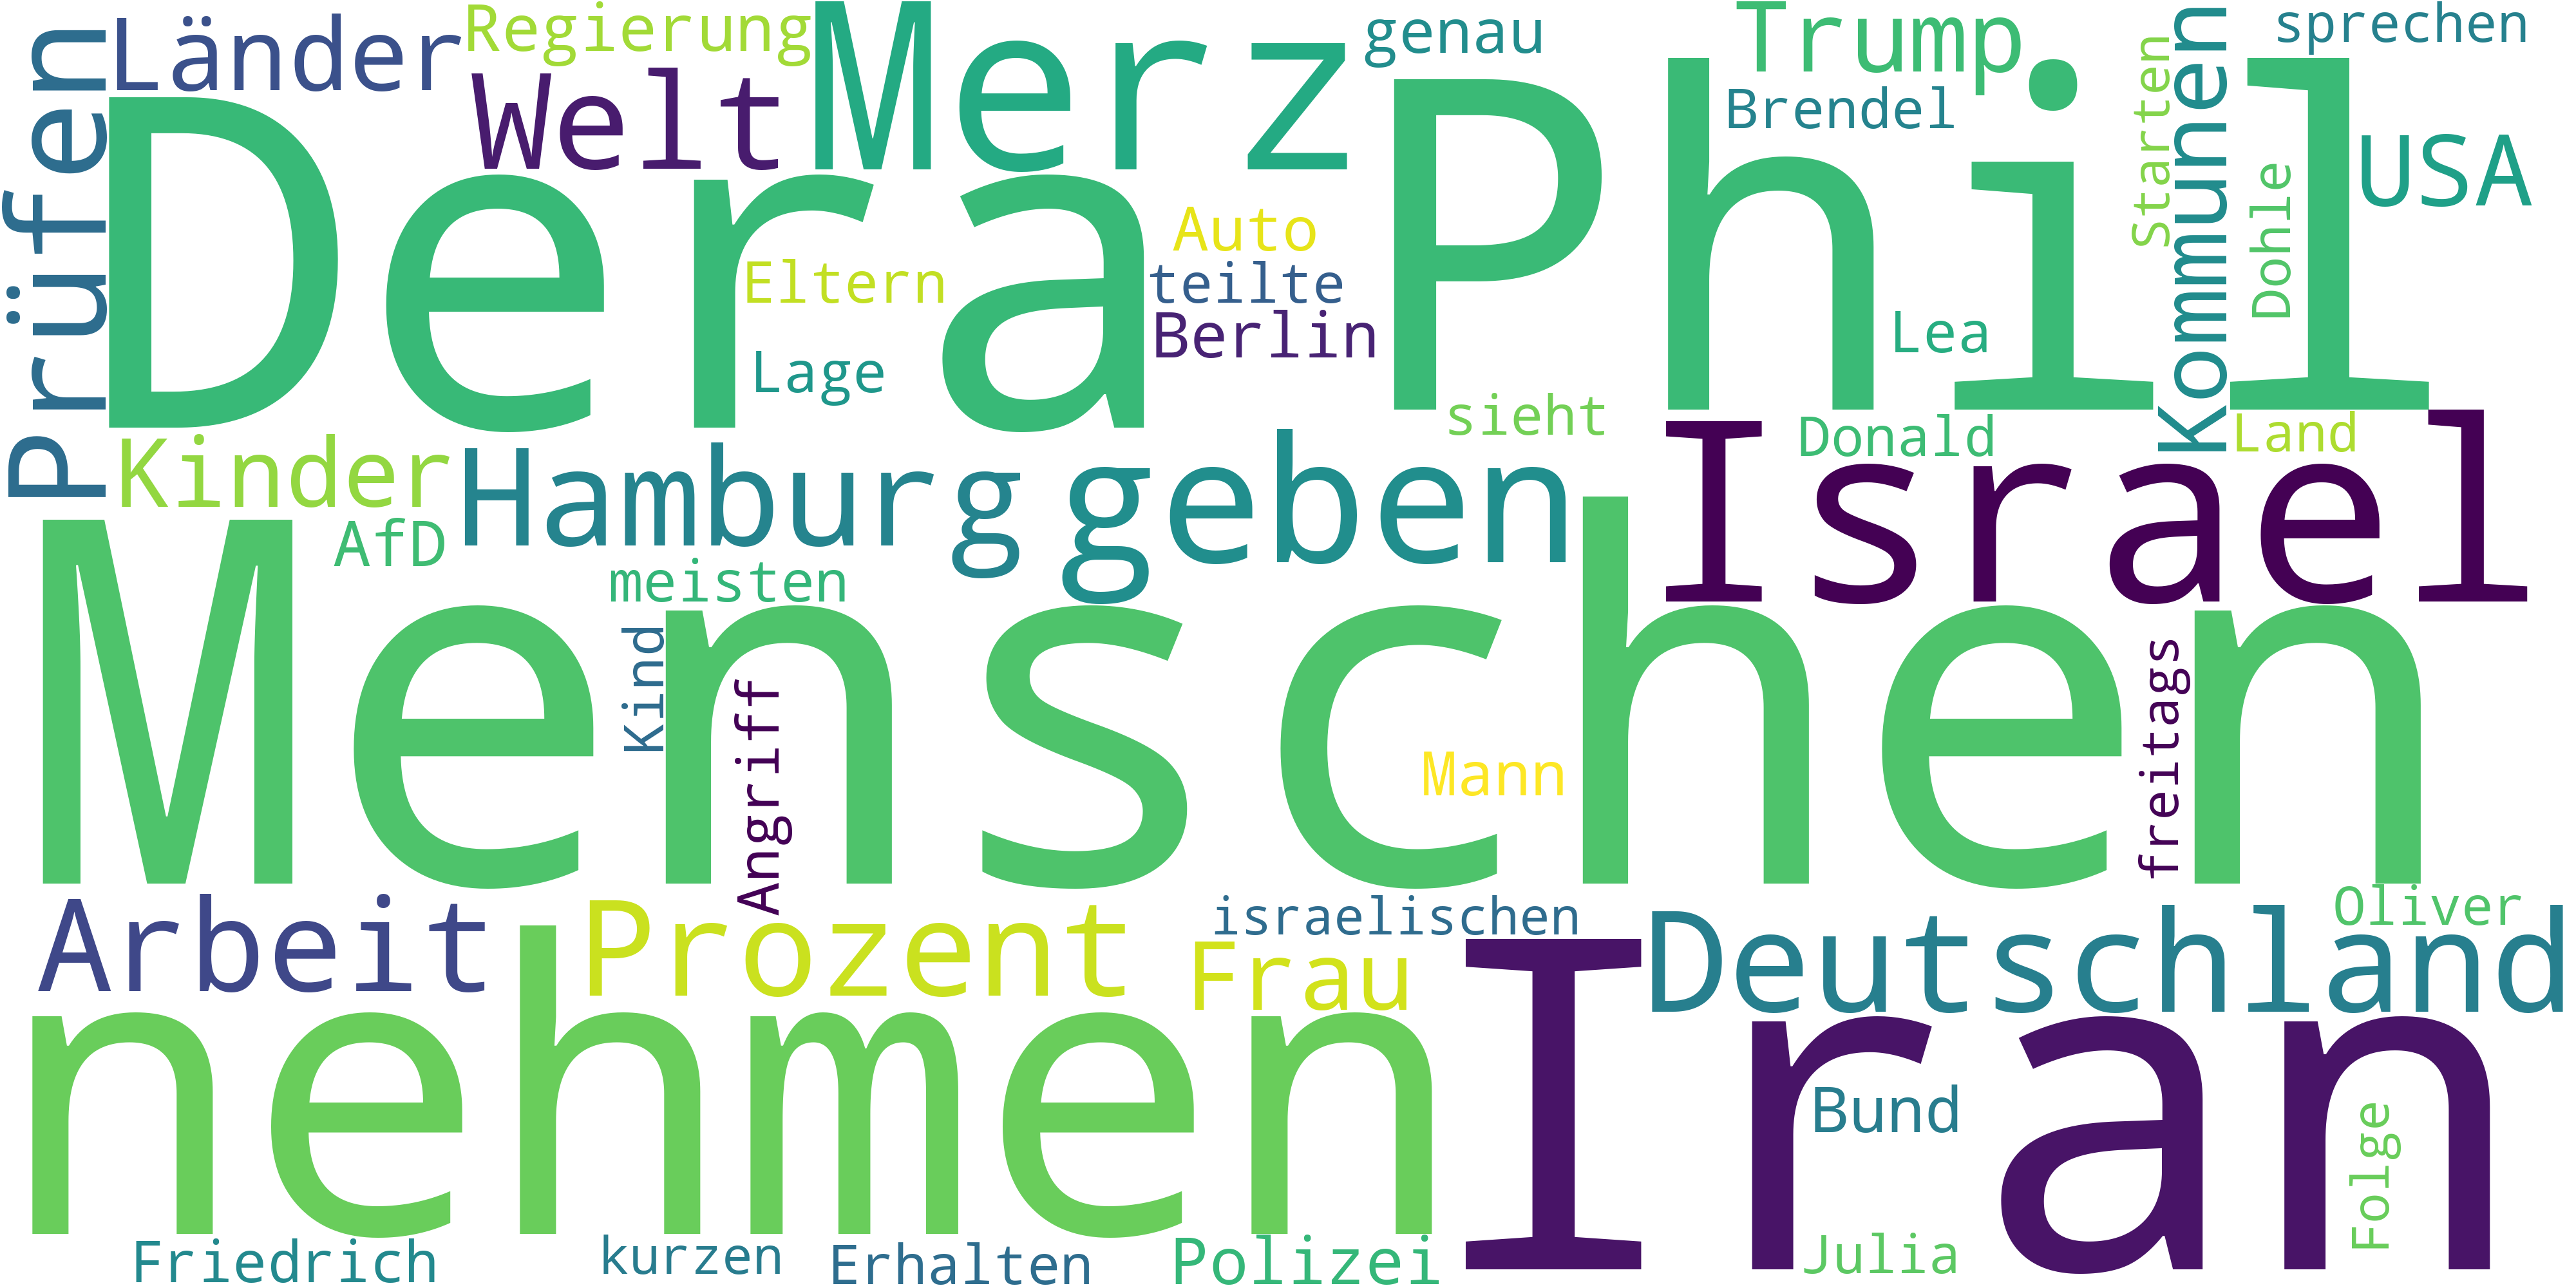 Länder
Regierung
Merz
genau
Trump
sprechen
Prüfen
Welt
Brendel
Starten
Kommunen
Dohle
USA
Dera
Phil
Auto
Eltern
teilte
Berlin
Lage
Lea
sieht
Donald
Land
Kinder
Hamburg
geben
Israel
AfD
meisten
Menschen
Kind
Angriff
Mann
freitags
Arbeit
Prozent
israelischen
Frau
Deutschland
Oliver
nehmen
Iran
Bund
Folge
Friedrich
kurzen
Erhalten
Polizei
Julia